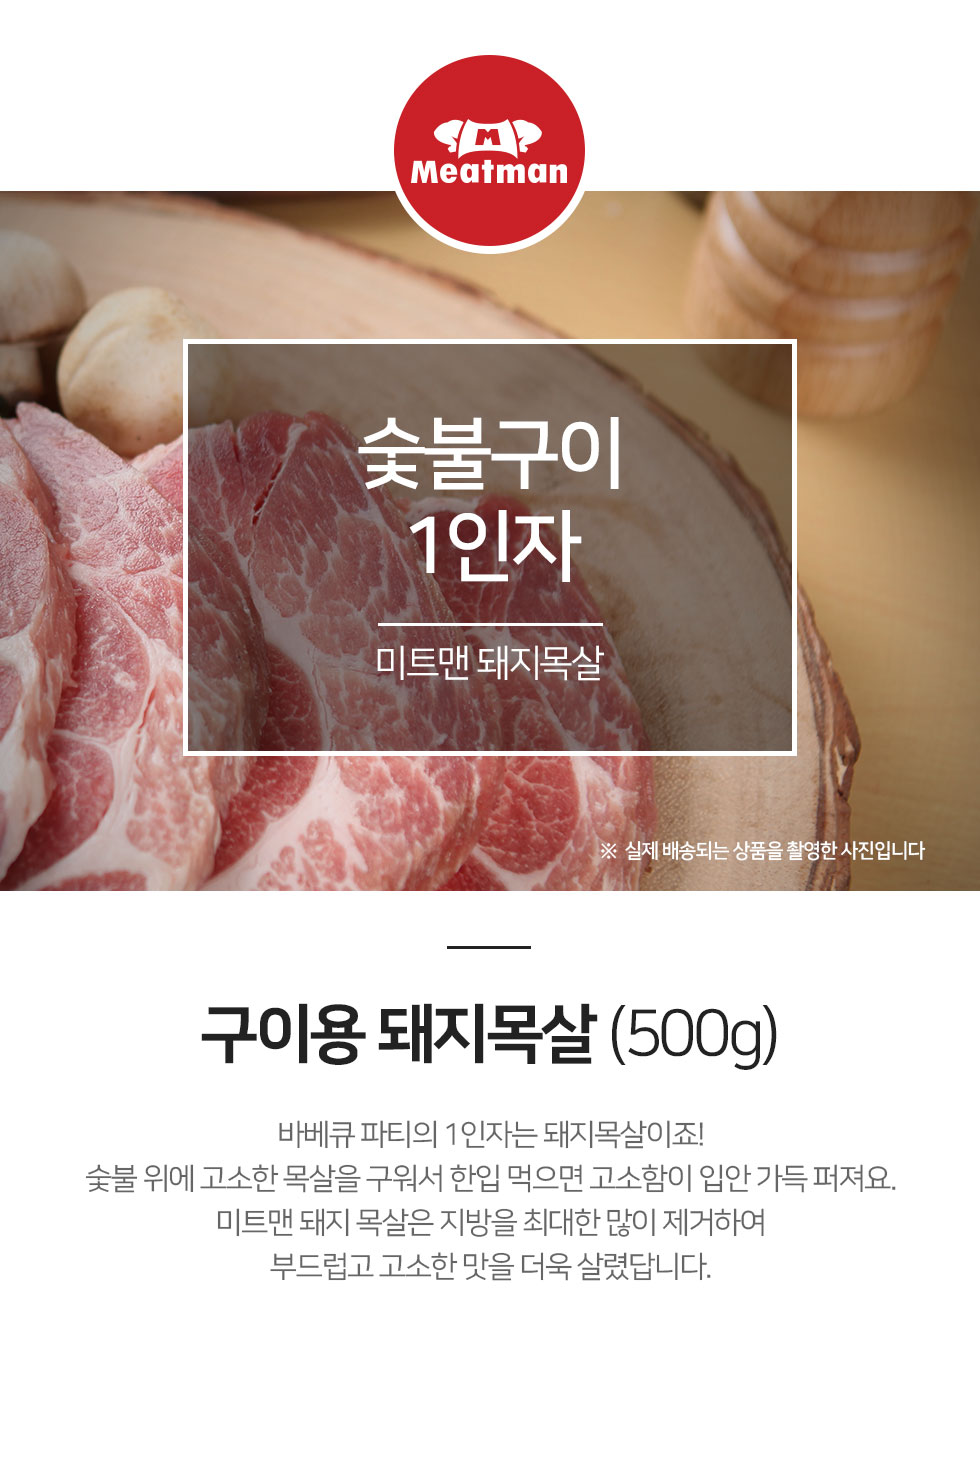 M
Meatman
숯불구이
1인자
미트맨 돼지목살
※ 실제 배송되는 상품을 촬영한 사진입니다
구이용 돼지목살 (500g)
바베큐 파티의 1인자는 돼지목살이죠!
숯불 위에 고소한 목살을 구워서 한입 먹으면 고소함이 입안 가득 퍼져요.
미트맨 돼지 목살은 지방을 최대한 많이 제거하여
부드럽고 고소한 맛을 더욱 살렸답니다.